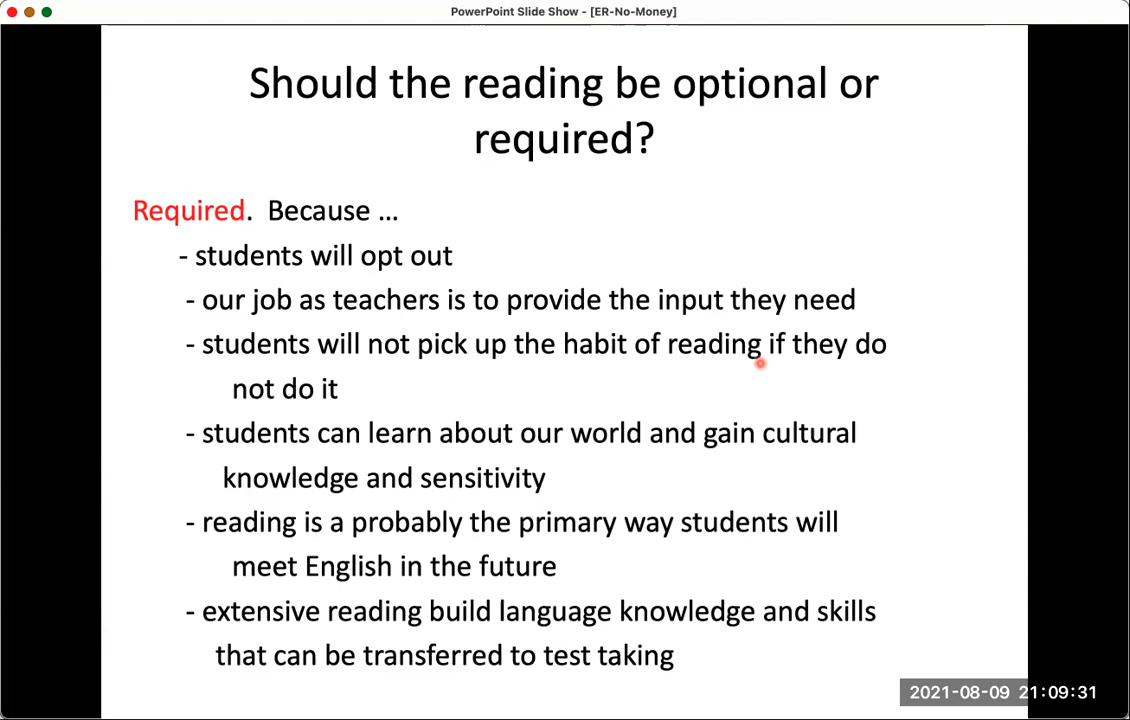 PowerPoint Slide Show - [ER-No-Money]
Should the reading be optional or
required?
Required.  Because ...
- students will opt out
- our job as teachers is to provide the input they need
- students will not pick up the habit of reading if they do
not do it
- students can learn about our world and gain cultural
knowledge and sensitivity
- reading is a probably the primary way students will
meet English in the future
- extensive reading build language knowledge and skills
that can be transferred to test taking
2021-08-09 21:09:31